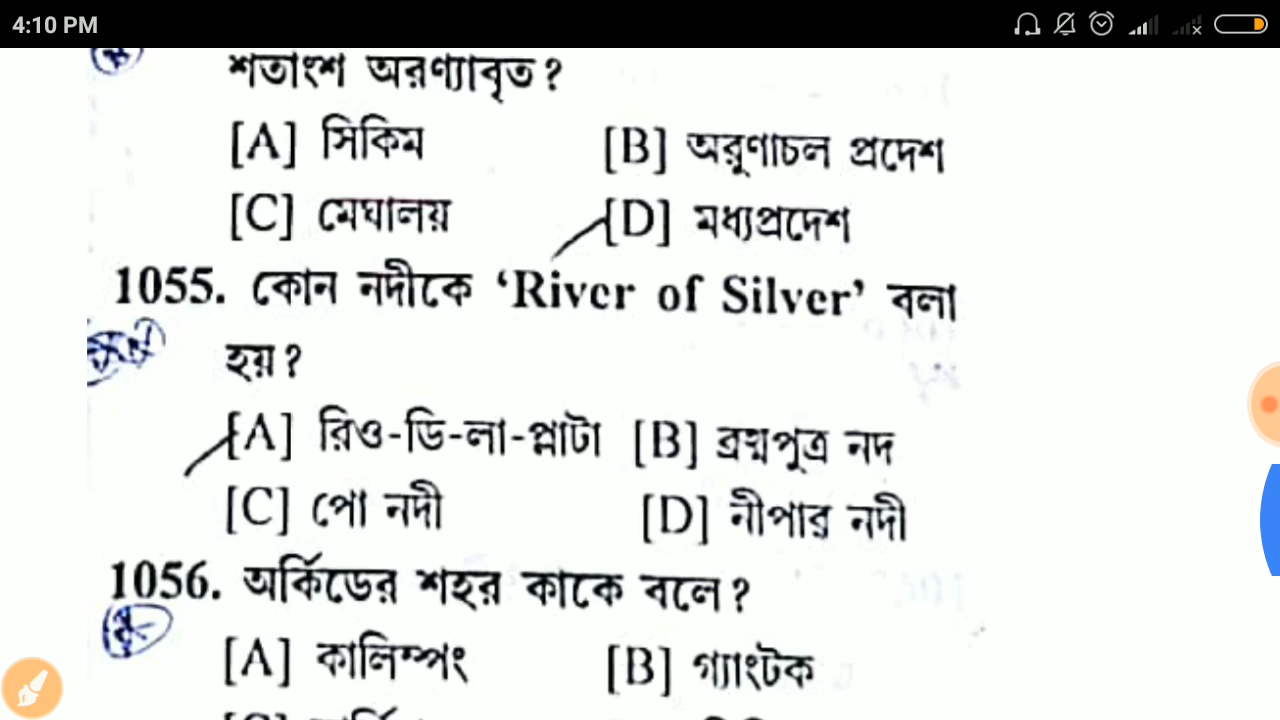 4:10 PM
শতাংশ অরণ্যাবৃত?
[A] সিকিম [B] অরুণাচল প্রদেশ
[C] মেঘালয় [D] মধ্যপ্রদেশ
1055. কোন নদীকে ‘River of Silver’ বলা
হয়?
[A] রিও-ডি-লা-প্লাটা [B] ব্রহ্মপুত্র নদ
[C] পো নদী [D] নীপার নদী
1056. অর্কিডের শহর কাকে বলে?
[A] কালিম্পং [B] গ্যাংটক